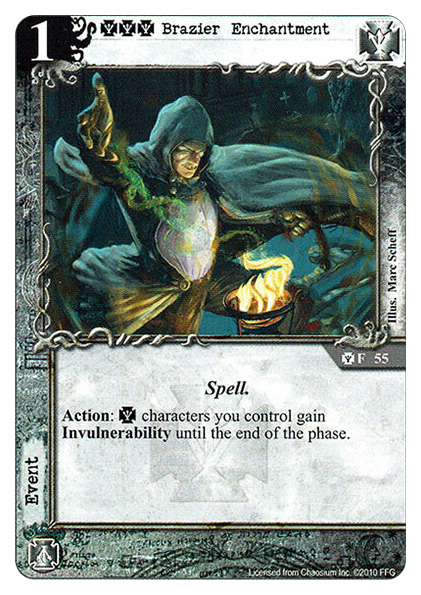 1
Brazier Enchantment
Illus. Marc Scheff
F 55
Spell.
Action: characters you control gain
Invulnerability until the end of the phase.
Event
Licensed from Chaosium Inc. ©2010 FFG